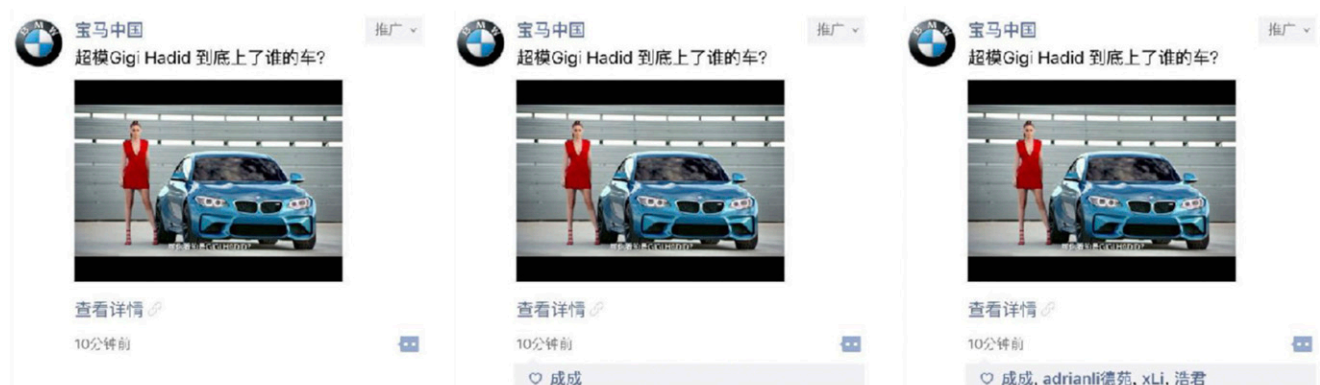 宝马中国
推广
超模Gigi Hadid 到底上了谁的车?
查看详情
10分钟前
宝马中国
推广
超模Gigi Hadid 到底上了谁的车?
查看详情
10分钟前
成成
宝马中国
推广
超模Gigi Hadid 到底上了谁的车?
查看详情
10分钟前
成成, adrianli德苑, xLi, 浩君